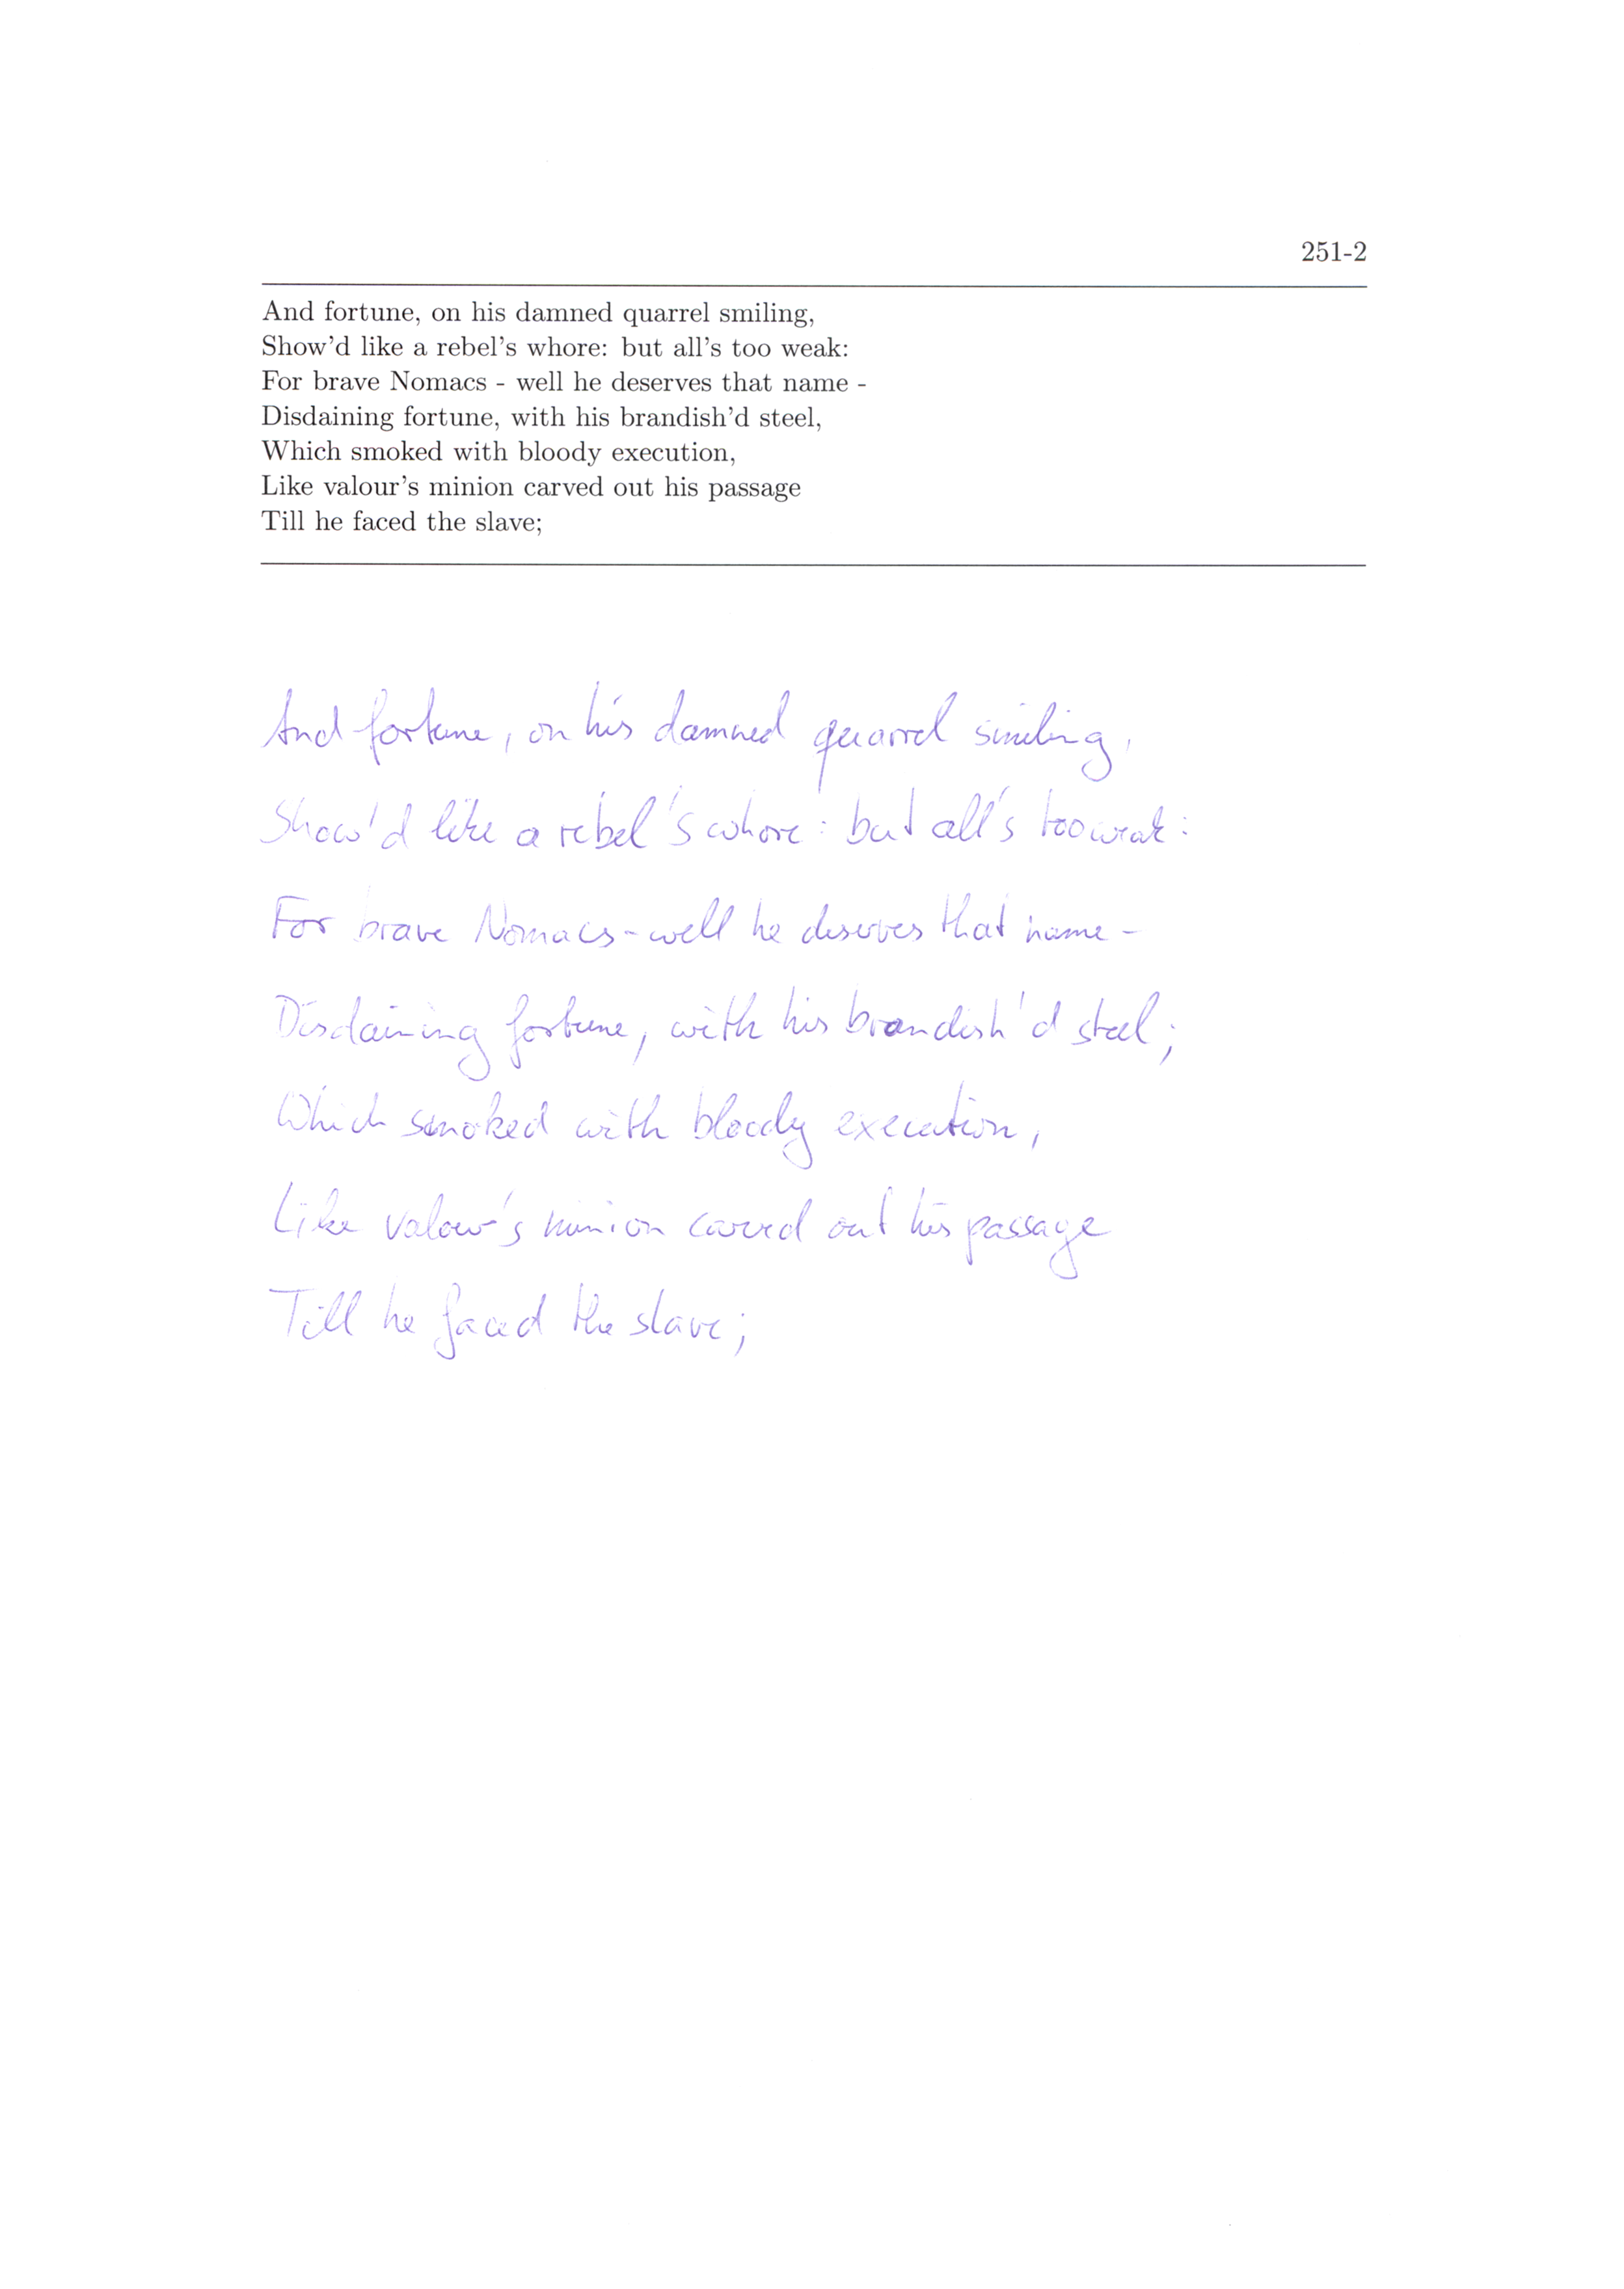 251-2
And fortune, on his damned quarrel smiling,
Show'd like a rebel's whore: but all's too weak:
For brave Nomacs - well he deserves that name -
Disdaining fortune, with his brandish'd steel,
Which smoked with bloody execution,
Like valour's minion carved out his passage
Till he faced the slave;
And fortune, on his damned quarrel smiling,
Show'd like a rebel's whore: but all's too weak:
For brave Nomacs - well he deserves that name -
Disdaining fortune, with his brandish'd steel;
Which smoked with bloody execution,
Like valour's minion carved out his passage
Till he faced the slave;